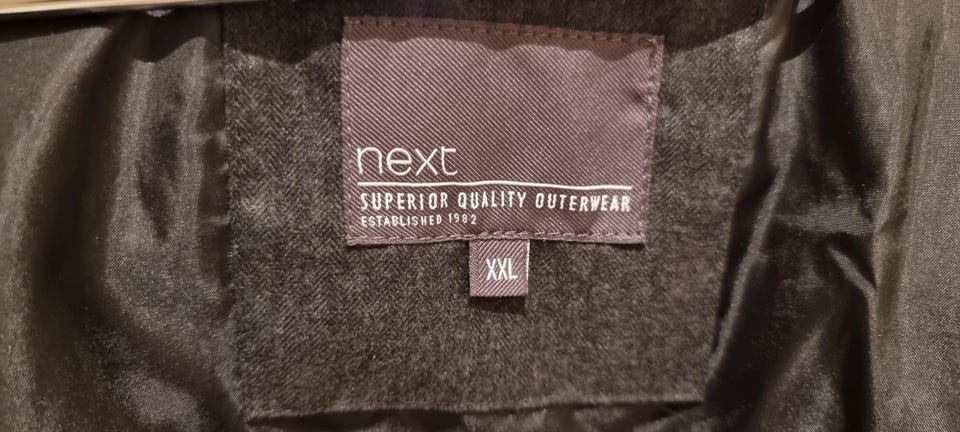 next
SUPERIOR QUALITY OUTERWEAR
ESTABLISHED 1982
XXL